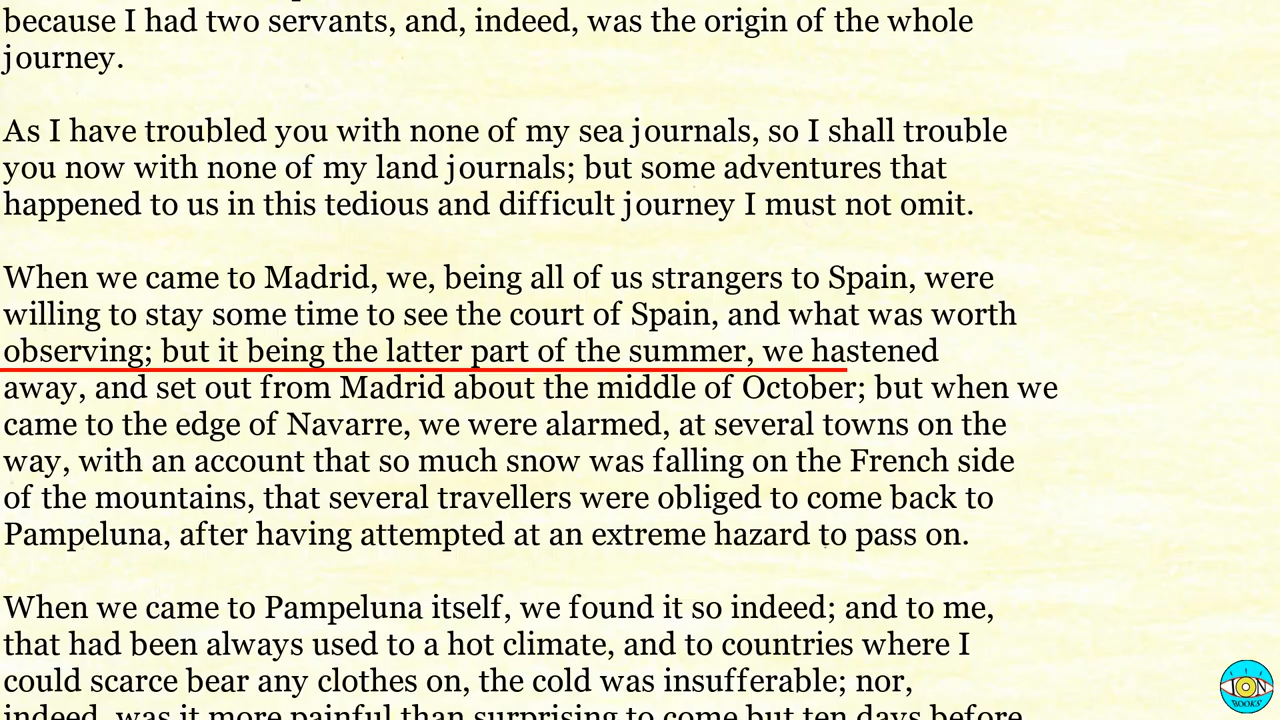 because I had two servants, and, indeed, was the origin of the whole
journey.
As I have troubled you with none of my sea journals, so I shall trouble
you now with none of my land journals; but some adventures that
happened to us in this tedious and difficult journey I must not omit.
When we came to Madrid, we, being all of us strangers to Spain, were
willing to stay some time to see the court of Spain, and what was worth
observing; but it being the latter part of the summer, we hastened
away, and set out from Madrid about the middle of October; but when we
came to the edge of Navarre, we were alarmed, at several towns on the
way, with an account that so much snow was falling on the French side
of the mountains, that several travellers were obliged to come back to
Pampeluna, after having attempted at an extreme hazard to pass on.
When we came to Pampeluna itself, we found it so indeed; and to me,
that had been always used to a hot climate, and to countries where I
could scarce bear any clothes on, the cold was insufferable; nor,
indeed, was it more painful than surprising to come but ten days before
ION
BOOKS